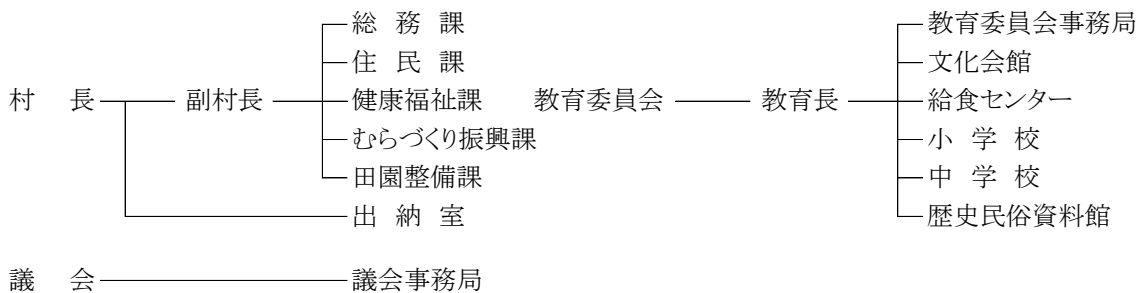 総務課
住民課
村長
副村長
健康福祉課
むらづくり振興課
田園整備課
出納室
教育委員会
教育長
教育委員会事務局
文化会館
給食センター
小学校
中学校
歴史民俗資料館
議会
議会事務局